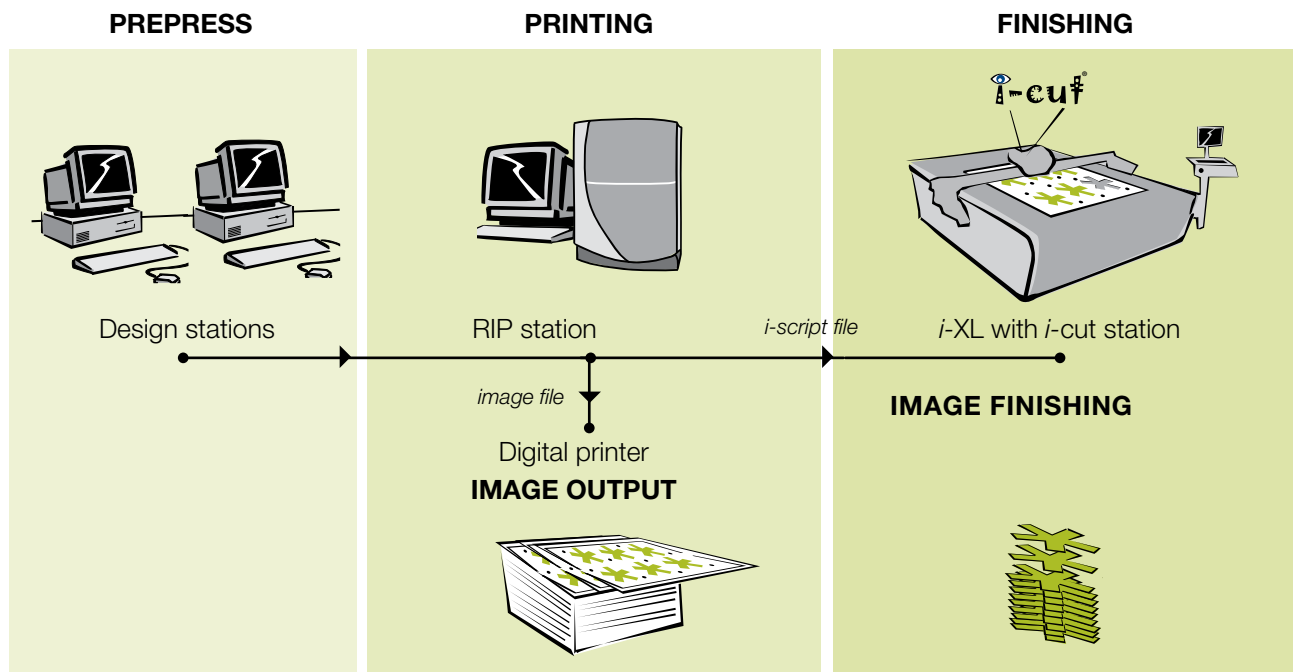 PREPRESS
PRINTING
FINISHING
i-cut®
Design stations
RIP station
i-script file
i-XL with i-cut station
image file
IMAGE FINISHING
Digital printer
IMAGE OUTPUT